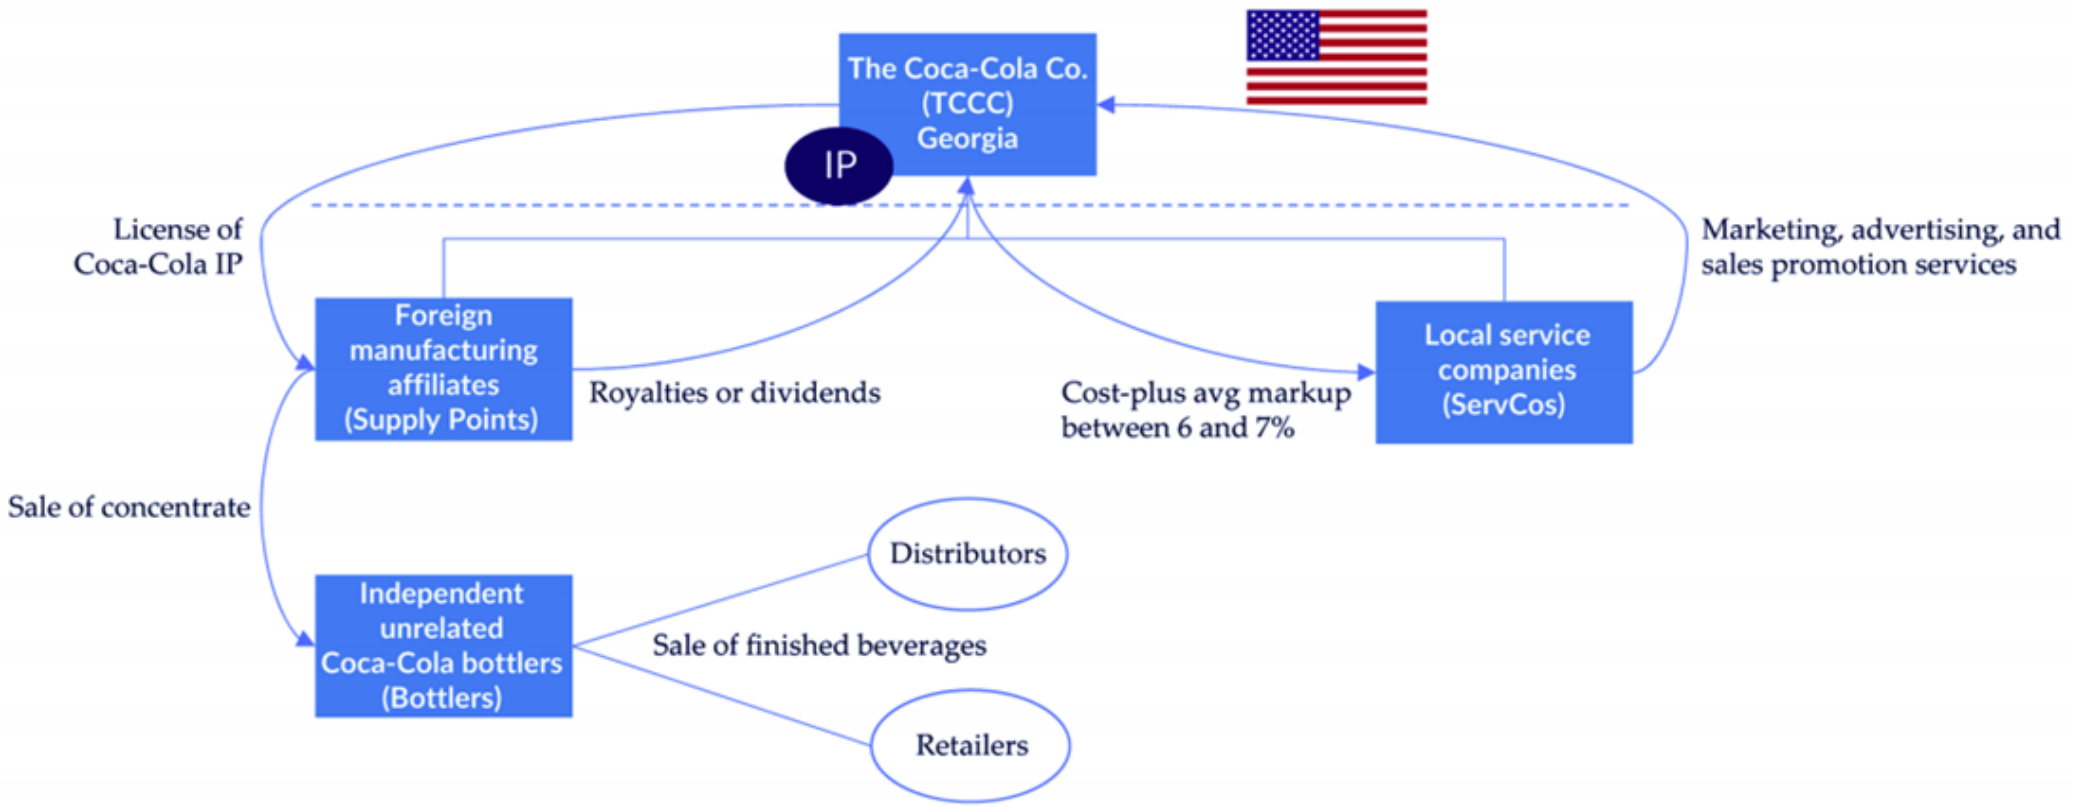 The Coca-Cola Co.
(TCCC)
Georgia
IP
License of
Coca-Cola IP
Marketing, advertising, and
sales promotion services
Foreign
manufacturing
affiliates
(Supply Points)
Royalties or dividends
Cost-plus avg markup
between 6 and 7%
Local service
companies
(ServCos)
Sale of concentrate
Independent
unrelated
Coca-Cola bottlers
(Bottlers)
Distributors
Sale of finished beverages
Retailers